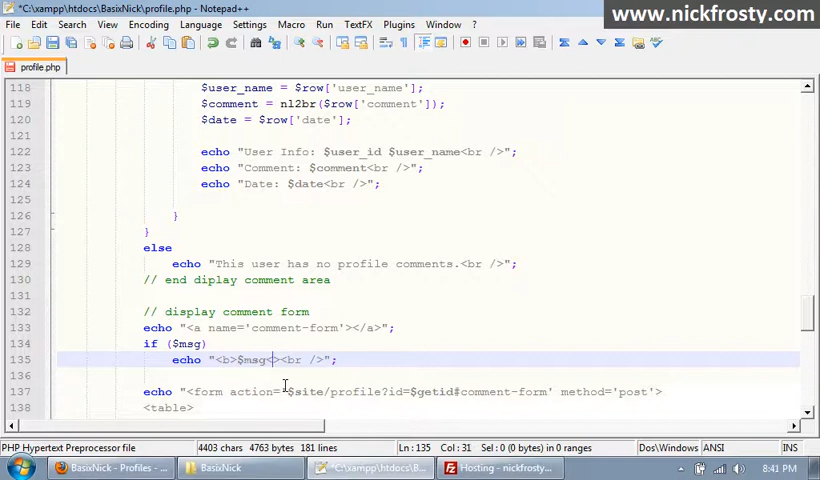 *C:\xampp\htdocs\BasixNick\profile.php - Notepad++
www.nickfrosty.com
File Edit Search View Encoding Language Settings Macro Run TextFX Plugins Window ?
profile.php
118 $user_name = $row['user_name'];
119 $comment = nl2br($row['comment']);
120 $date = $row['date'];
121
122 echo "User Info: $user_id $user_name<br />";
123 echo "Comment: $comment<br />";
124 echo "Date: $date<br />";
125
126 }
127 }
128 else
129 echo "This user has no profile comments.<br />";
130 // end diplay comment area
131
132 // display comment form
133 echo "<a name='comment-form'></a>";
134 if ($msg)
135 echo "<b>$msg<><br />";
136
137 echo "<form action='$site/profile?id=$getid#comment-form' method='post'>
138 <table>
PHP Hypertext Preprocessor 4403 chars 4763 bytes 181 lines Ln : 135 Col : 31 Sel : 0 (0 bytes) in 0 ranges Dos\Windows ANSI INS
BasixNick - Profiles - ... BasixNick *C:\xampp\htdocs\B... Hosting - nickfrosty... 8:41 PM